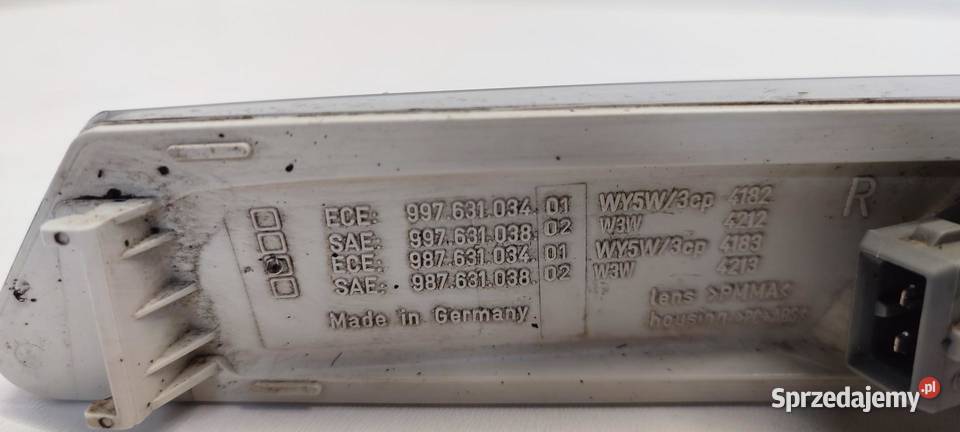 ECE: 997.631.034. 01 WY5W/3cp 4182 R
SAE: 997.631.038. 02 W3W 4212
ECE: 987.631.034. 01 WY5W/3cp 4183
SAE: 987.631.038. 02 W3W 4213
Made in Germany
lens >PMMA<
housing
Sprzedajemy.pl